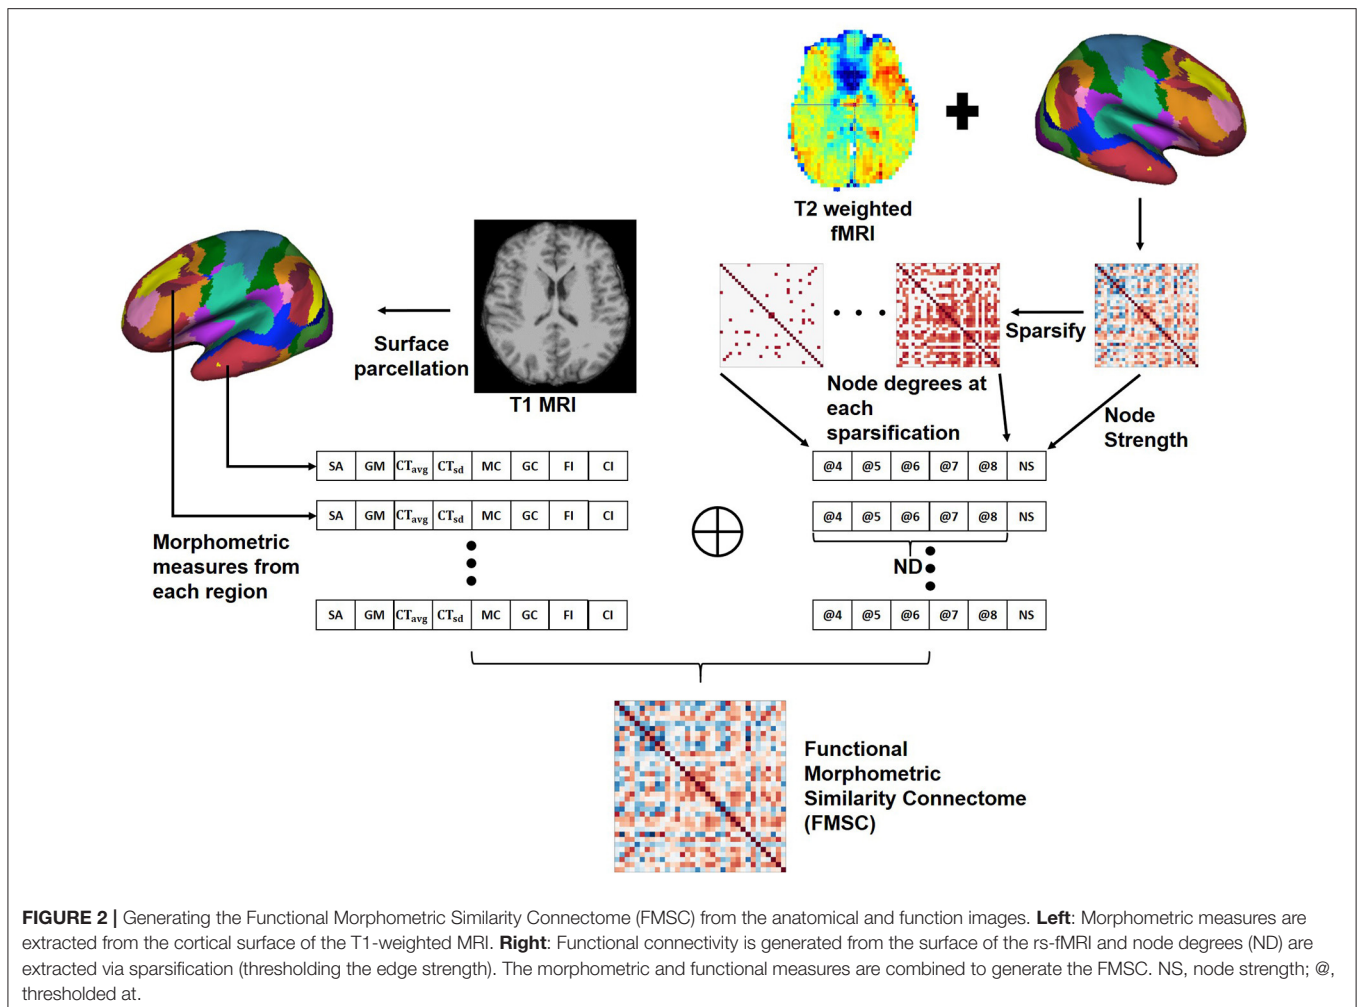 T2 weighted
fMRI
Surface
parcellation
T1 MRI
Sparsify
Node degrees at
each
sparsification
Node
Strength
SA GM CTavg CTsd MC GC FI CI
@4 @5 @6 @7 @8 NS
SA GM CTavg CTsd MC GC FI CI
@4 @5 @6 @7 @8 NS
Morphometric
measures from
each region
ND
SA GM CTavg CTsd MC GC FI CI
@4 @5 @6 @7 @8 NS
Functional
Morphometric
Similarity Connectome
(FMSC)
FIGURE 2 | Generating the Functional Morphometric Similarity Connectome (FMSC) from the anatomical and function images. Left: Morphometric measures are
extracted from the cortical surface of the T1-weighted MRI. Right: Functional connectivity is generated from the surface of the rs-fMRI and node degrees (ND) are
extracted via sparsification (thresholding the edge strength). The morphometric and functional measures are combined to generate the FMSC. NS, node strength; @,
thresholded at.